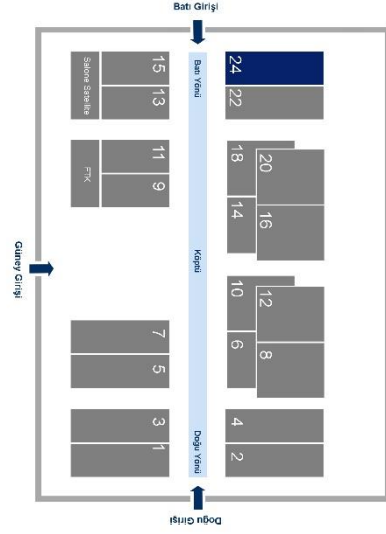 Batı Girişi
15
Salone Satellite
13
Batı Yönü
24
22
11
FTK
9
18
20
14
16
Köprü
Güney Girişi
10
12
6
8
7
5
3
1
Doğu Yönü
4
2
Doğu Girişi